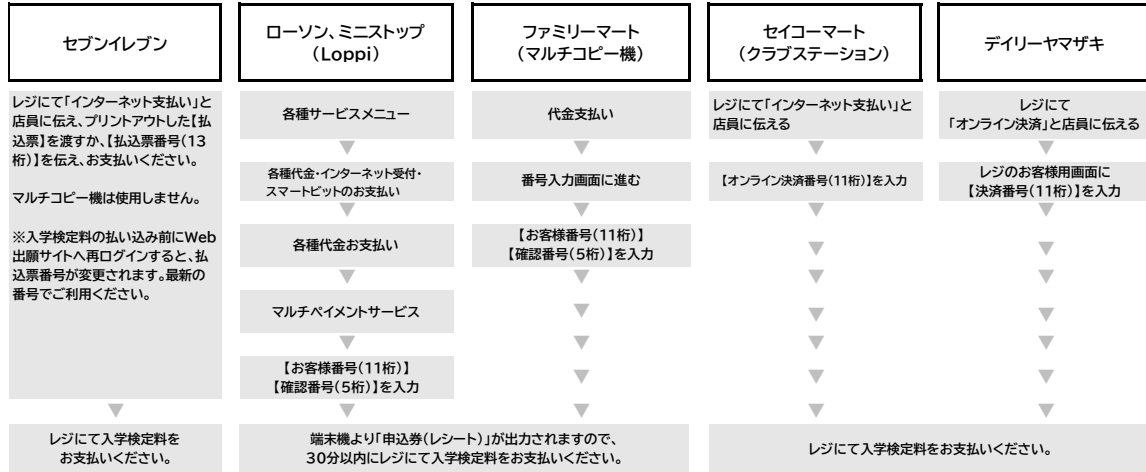 セブンイレブン
レジにて「インターネット支払い」と
店員に伝え、プリントアウトした【払
込票】を渡すか、【払込票番号(13
桁)】を伝え、お支払いください。
マルチコピー機は使用しません。
※入学検定料の払い込み前にWeb
出願サイトへ再ログインすると、払
込票番号が変更されます。最新の
番号でご利用ください。
▼
レジにて入学検定料を
お支払いください。
ローソン、ミニストップ
(Loppi)
各種サービスメニュー
▼
各種代金・インターネット受付・
スマートピットのお支払い
▼
各種代金お支払い
▼
マルチペイメントサービス
▼
【お客様番号(11桁)】
【確認番号(5桁)】を入力
▼
ファミリーマート
(マルチコピー機)
代金支払い
▼
番号入力画面に進む
▼
【お客様番号(11桁)】
【確認番号(5桁)】を入力
▼
▼
▼
▼
端末機より「申込券(レシート)」が出力されますので、
30分以内にレジにて入学検定料をお支払いください。
セイコーマート
(クラブステーション)
レジにて「インターネット支払い」と
店員に伝える
▼
【オンライン決済番号(11桁)】を入力
▼
▼
▼
▼
▼
▼
デイリーヤマザキ
レジにて
「オンライン決済」と店員に伝える
▼
レジのお客様用画面に
【決済番号(11桁)】を入力
▼
▼
▼
▼
▼
▼
レジにて入学検定料をお支払いください。